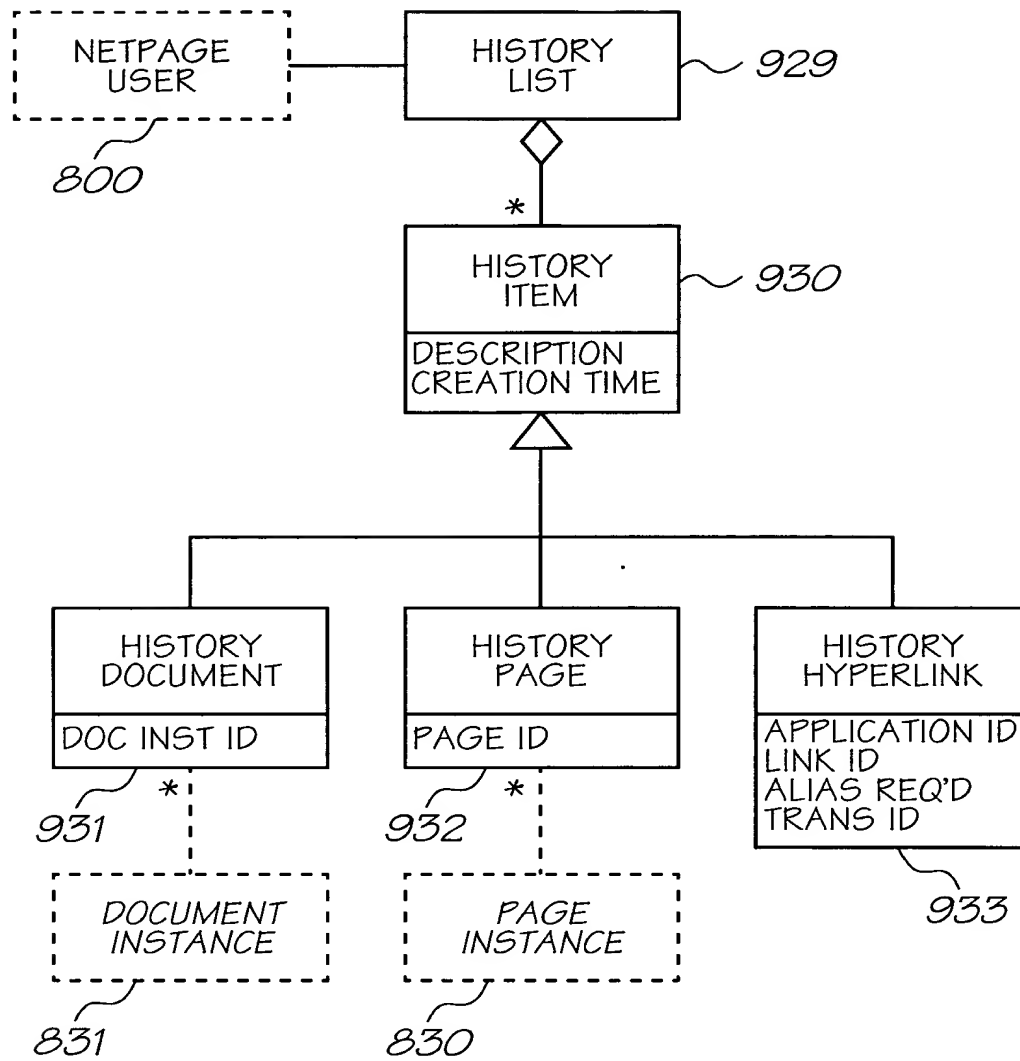 NETPAGE
USER
800
HISTORY
LIST
929
*
HISTORY
ITEM
930
DESCRIPTION
CREATION TIME
HISTORY
DOCUMENT
DOC INST ID
931
*
HISTORY
PAGE
PAGE ID
932
*
HISTORY
HYPERLINK
APPLICATION ID
LINK ID
ALIAS REQ'D
TRANS ID
933
DOCUMENT
INSTANCE
831
PAGE
INSTANCE
830